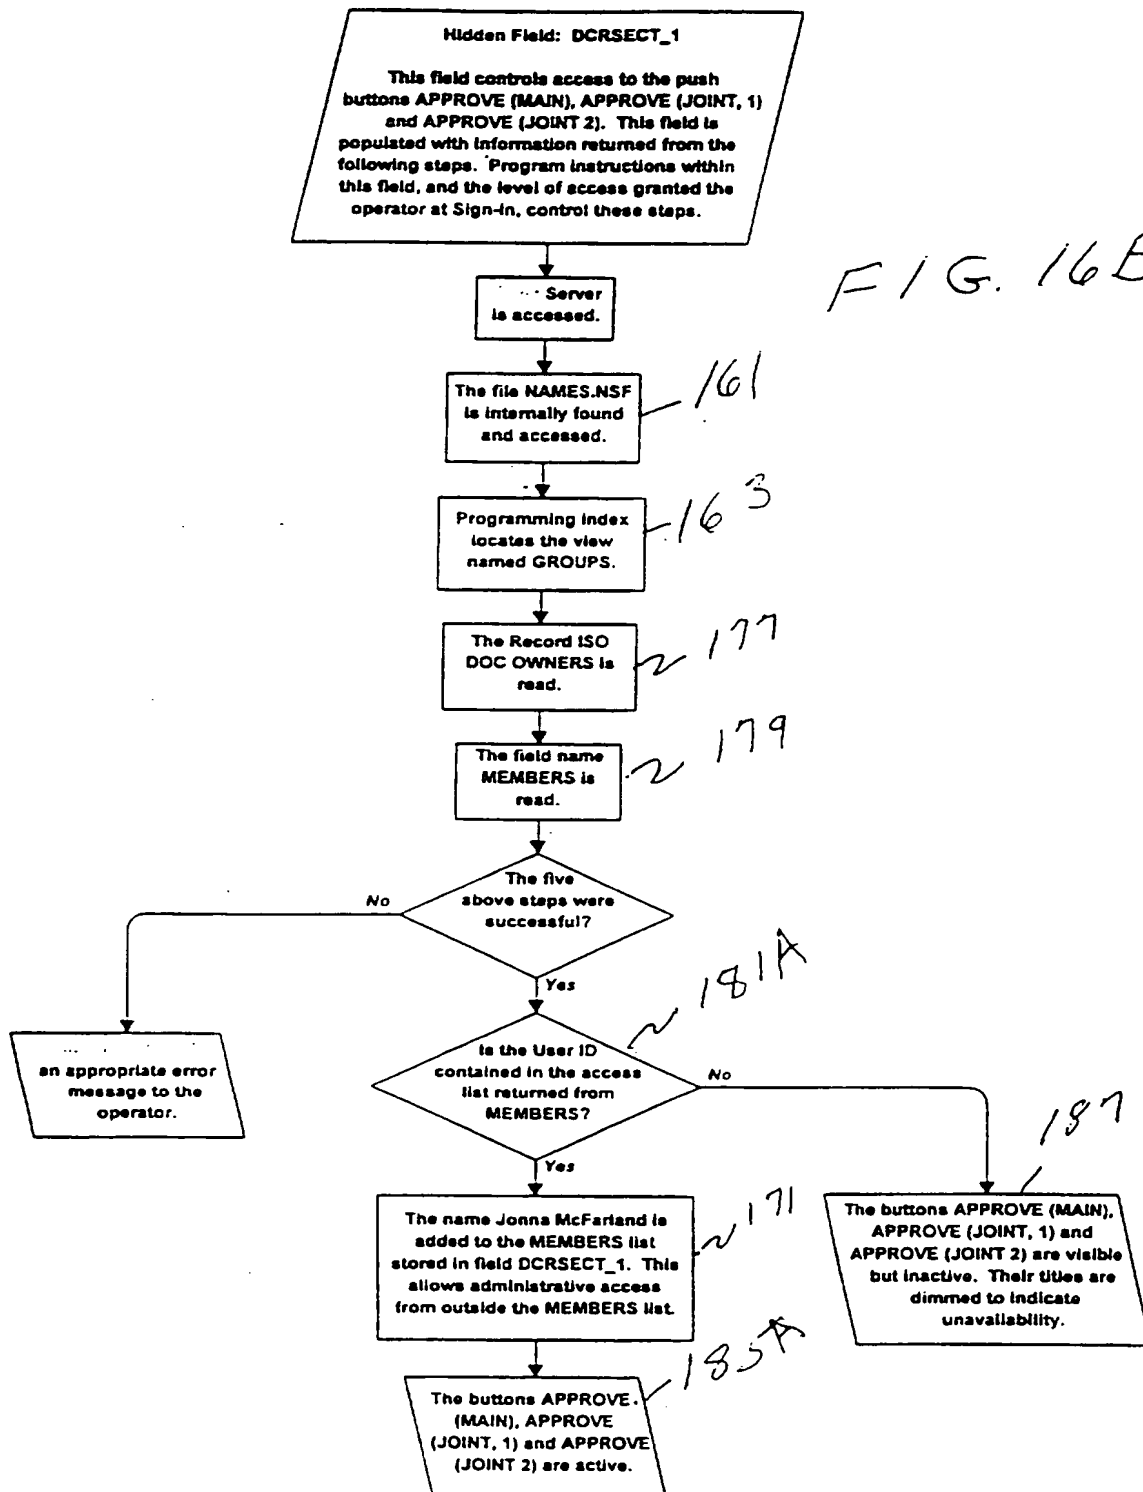 Hidden Field: DCRSECT_1
This field controls access to the push
buttons APPROVE (MAIN), APPROVE (JOINT, 1)
and APPROVE (JOINT 2). This field is
populated with information returned from the
following steps. Program instructions within
this field, and the level of access granted the
operator at Sign-In, control these steps.
FIG. 16B
Server
is accessed.
The file NAMES.NSF
is internally found
and accessed.
161
Programming index
locates the view
named GROUPS.
163
The Record ISO
DOC OWNERS is
read.
177
The field name
MEMBERS is
read.
179
The five
above steps were
successful?
No
Yes
181A
an appropriate error
message to the
operator.
Is the User ID
contained in the access
list returned from
MEMBERS?
No
Yes
187
The name Jonna McFarland is
added to the MEMBERS list
stored in field DCRSECT_1. This
allows administrative access
from outside the MEMBERS list.
171
The buttons APPROVE (MAIN),
APPROVE (JOINT, 1) and
APPROVE (JOINT 2) are visible
but inactive. Their titles are
dimmed to indicate
unavailability.
185A
The buttons APPROVE
(MAIN), APPROVE
(JOINT, 1) and APPROVE
(JOINT 2) are active.